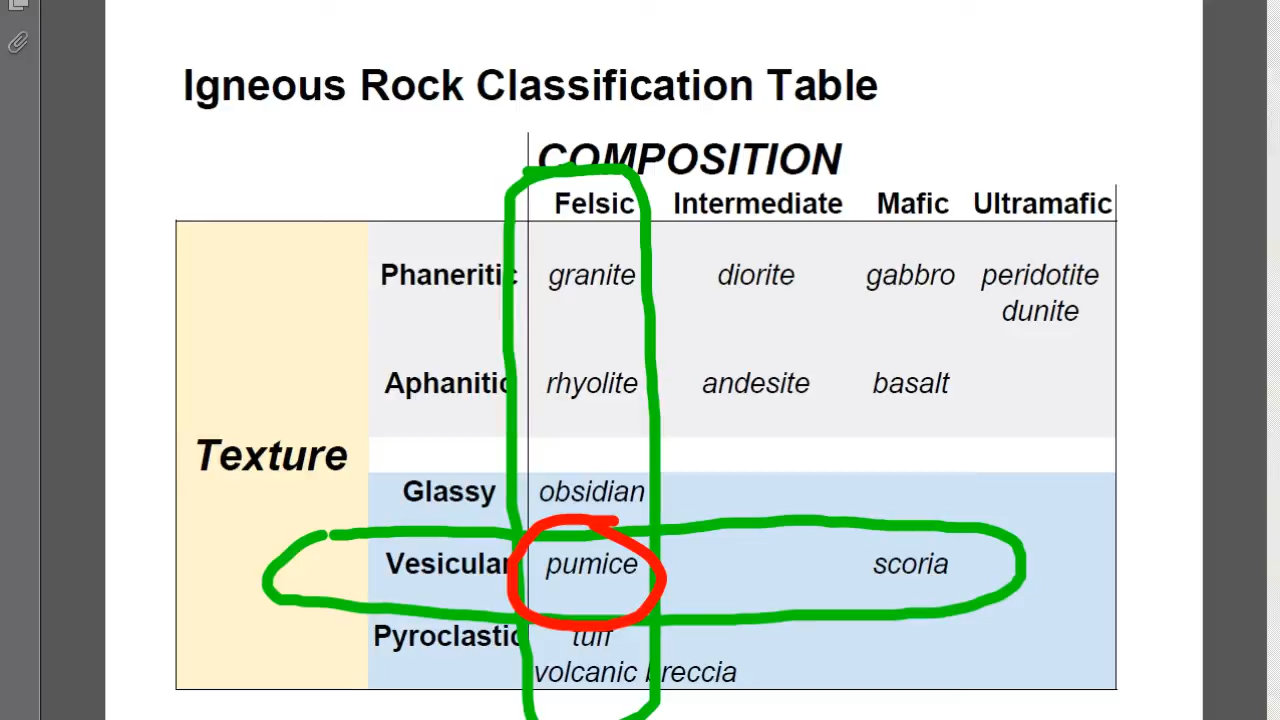 Igneous Rock Classification Table
COMPOSITION
Felsic Intermediate Mafic Ultramafic
Phaneritic granite diorite gabbro peridotite
dunite
Aphanitic rhyolite andesite basalt
Texture
Glassy obsidian
Vesicular pumice scoria
Pyroclastic tuff
volcanic breccia